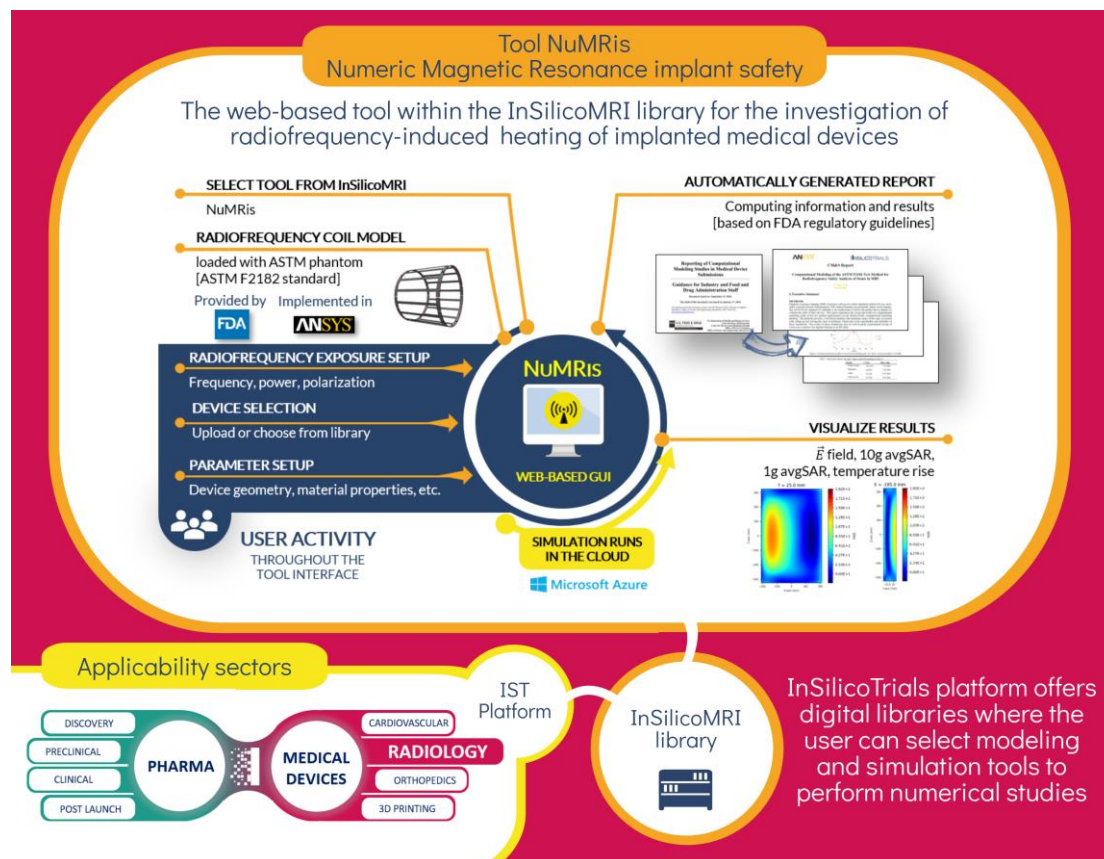 Tool NuMRis
Numeric Magnetic Resonance implant safety
The web-based tool within the InSilicoMRI library for the investigation of
radiofrequency-induced heating of implanted medical devices
SELECT TOOL FROM InSilicoMRI
NuMRis
RADIOFREQUENCY COIL MODEL
loaded with ASTM phantom
[ASTM F2182 standard]
Provided by
Implemented in
FDA
ANSYS
RADIOFREQUENCY EXPOSURE SETUP
Frequency, power, polarization
DEVICE SELECTION
Upload or choose from library
PARAMETER SETUP
Device geometry, material properties, etc.
USER ACTIVITY
THROUGHOUT THE
TOOL INTERFACE
NuMRis
WEB-BASED GUI
SIMULATION RUNS
IN THE CLOUD
Microsoft Azure
AUTOMATICALLY GENERATED REPORT
Computing information and results
[based on FDA regulatory guidelines]
Reporting of Computational
Modeling Studies in Medical Device
Submissions
Guidance for Industry and Food and
Drug Administration Staff
VISUALIZE RESULTS
E⃗ field, 10g avgSAR,
1g avgSAR, temperature rise
Applicability sectors
DISCOVERY
PRECLINICAL
CLINICAL
POST LAUNCH
PHARMA
MEDICAL
DEVICES
CARDIOVASCULAR
RADIOLOGY
ORTHOPEDICS
3D PRINTING
IST
Platform
InSilicoMRI
library
InSilicoTrials platform offers
digital libraries where the
user can select modeling
and simulation tools to
perform numerical studies